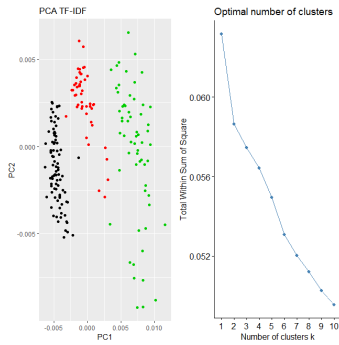 PCA TF-IDF
0.005
0.000
-0.005
PC2
-0.005
0.000
0.005
0.010
PC1
Optimal number of clusters
0.060
0.056
0.052
Total Within Sum of Square
1 2 3 4 5 6 7 8 9 10
Number of clusters k